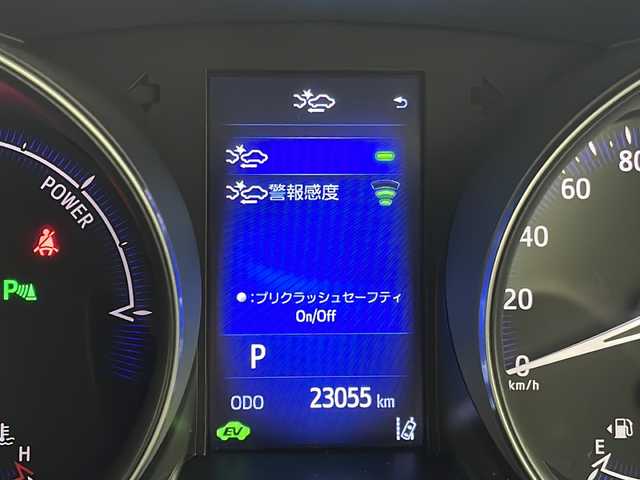 警報感度
●:プリクラッシュセーフティ
On/Off
P
ODO 23055 km
EV
POWER
P
H
80
60
40
20
0
km/h
E